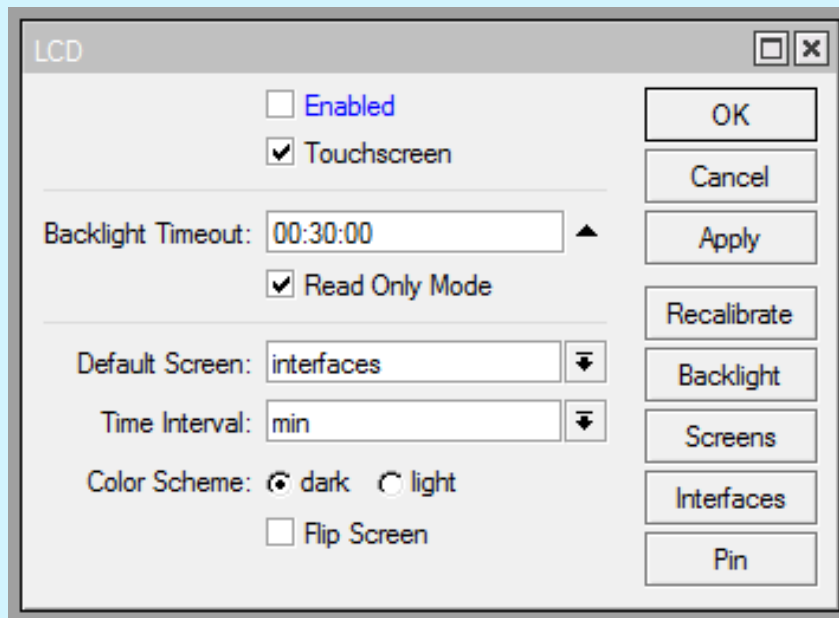 LCD
Enabled
Touchscreen
Backlight Timeout: 00:30:00
Read Only Mode
Default Screen: interfaces
Time Interval: min
Color Scheme: dark light
Flip Screen
OK
Cancel
Apply
Recalibrate
Backlight
Screens
Interfaces
Pin